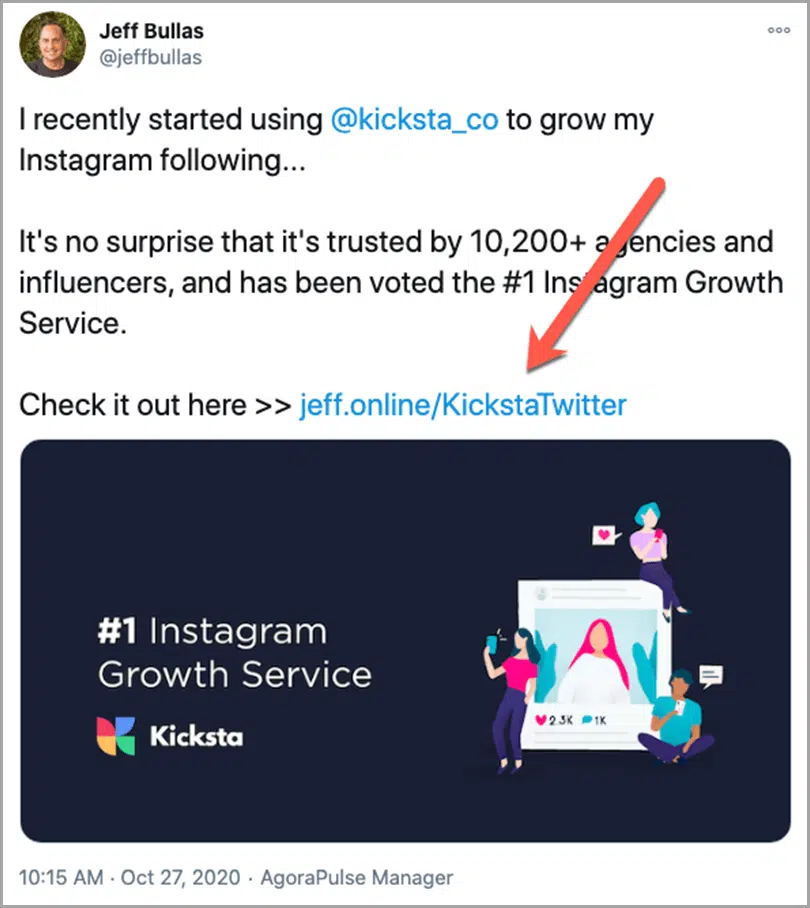 Jeff Bullas
@jeffbullas
I recently started using @kicksta_co to grow my
Instagram following...
It's no surprise that it's trusted by 10,200+ agencies and
influencers, and has been voted the #1 Instagram Growth
Service.
Check it out here >> jeff.online/KickstaTwitter
#1 Instagram
Growth Service
Kicksta
2.3K 1K
10:15 AM · Oct 27, 2020 · AgoraPulse Manager